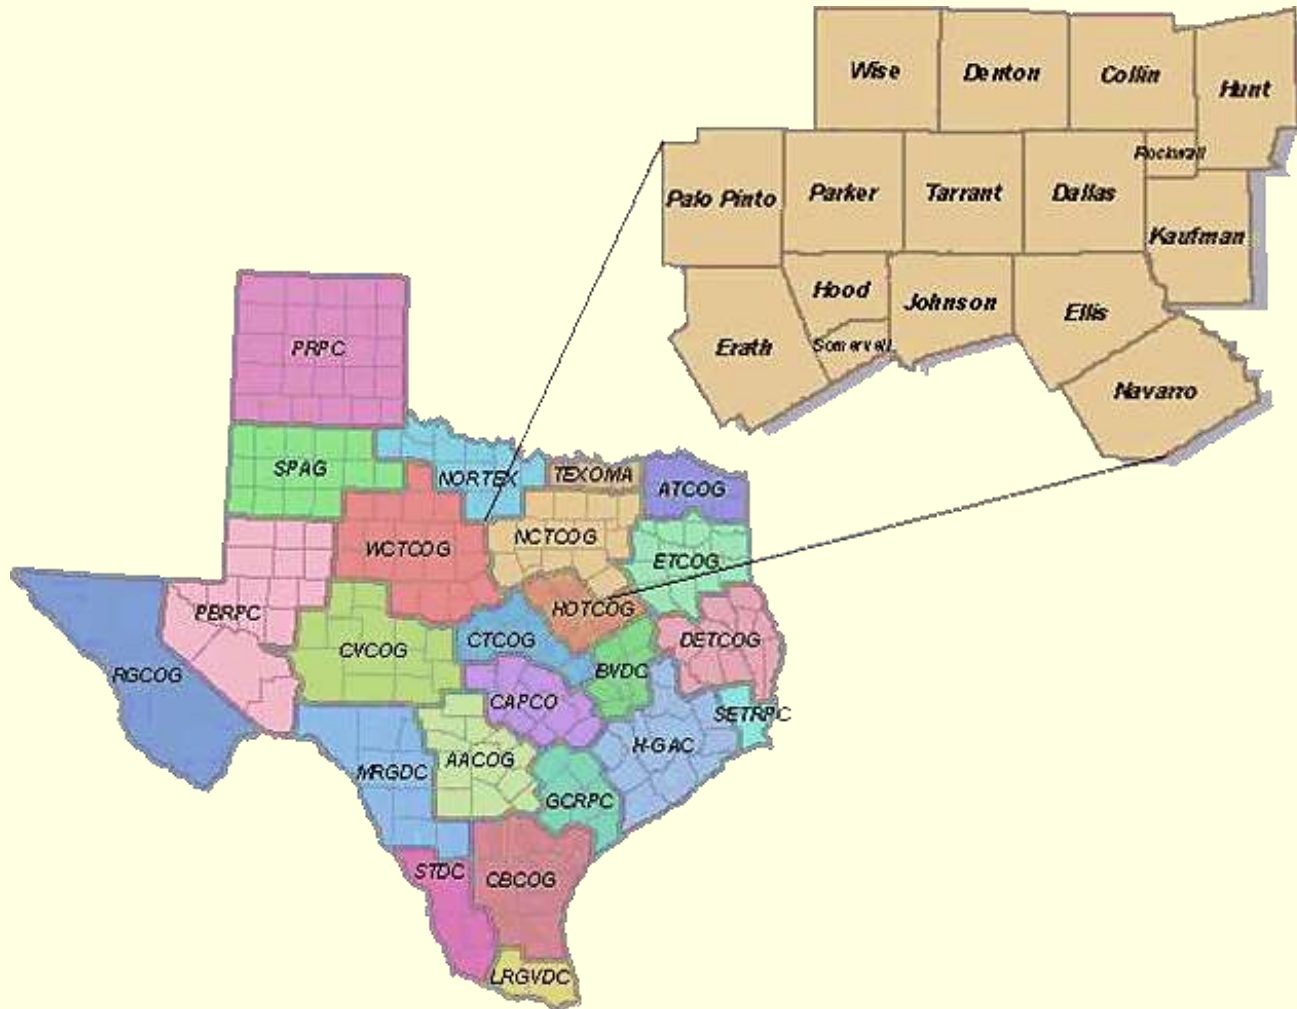 Wise
Denton
Collin
Hunt
Rockwall
Palo Pinto
Parker
Tarrant
Dallas
Kaufman
Hood
Johnson
Ellis
Erath
Somervell
Navarro
PRPC
SPAG
NORTEX
TEXOMA
ATCOG
WCTCOG
NCTCOG
ETCOG
PBRPC
HOTCOG
CVCOG
CTCOG
DETCOG
RGCOG
BVDC
CAPCO
SETRPC
H-GAC
MRGDC
AACOG
GCRPC
STDC
CBCOG
LRGVDC